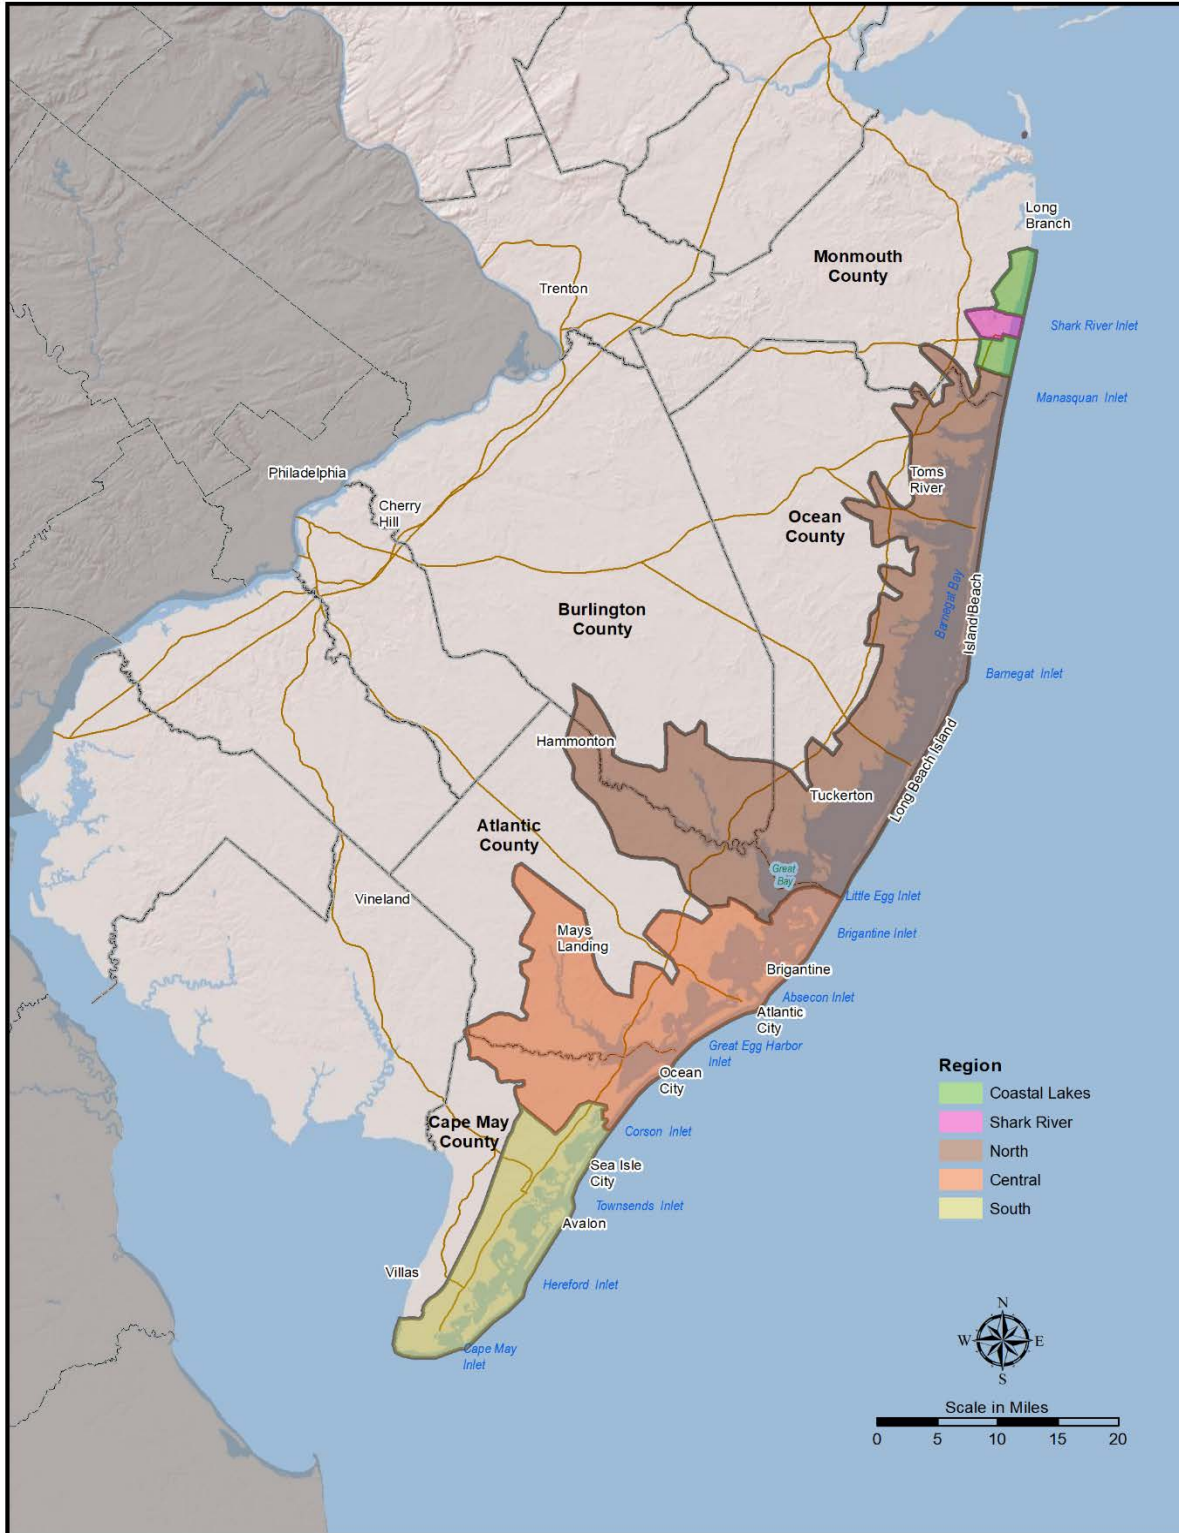 Long
Branch
Monmouth
County
Trenton
Shark River Inlet
Manasquan Inlet
Philadelphia
Toms
River
Cherry
Hill
Ocean
County
Barnegat Bay
Island Beach
Burlington
County
Barnegat Inlet
Hammonton
Long Beach Island
Tuckerton
Atlantic
County
Great
Bay
Vineland
Little Egg Inlet
Mays
Landing
Brigantine Inlet
Brigantine
Absecon Inlet
Atlantic
City
Great Egg Harbor
Inlet
Ocean
City
Cape May
County
Corson Inlet
Sea Isle
City
Townsends Inlet
Avalon
Villas
Hereford Inlet
Cape May
Inlet
Region
Coastal Lakes
Shark River
North
Central
South
N
W E
S
Scale in Miles
0 5 10 15 20